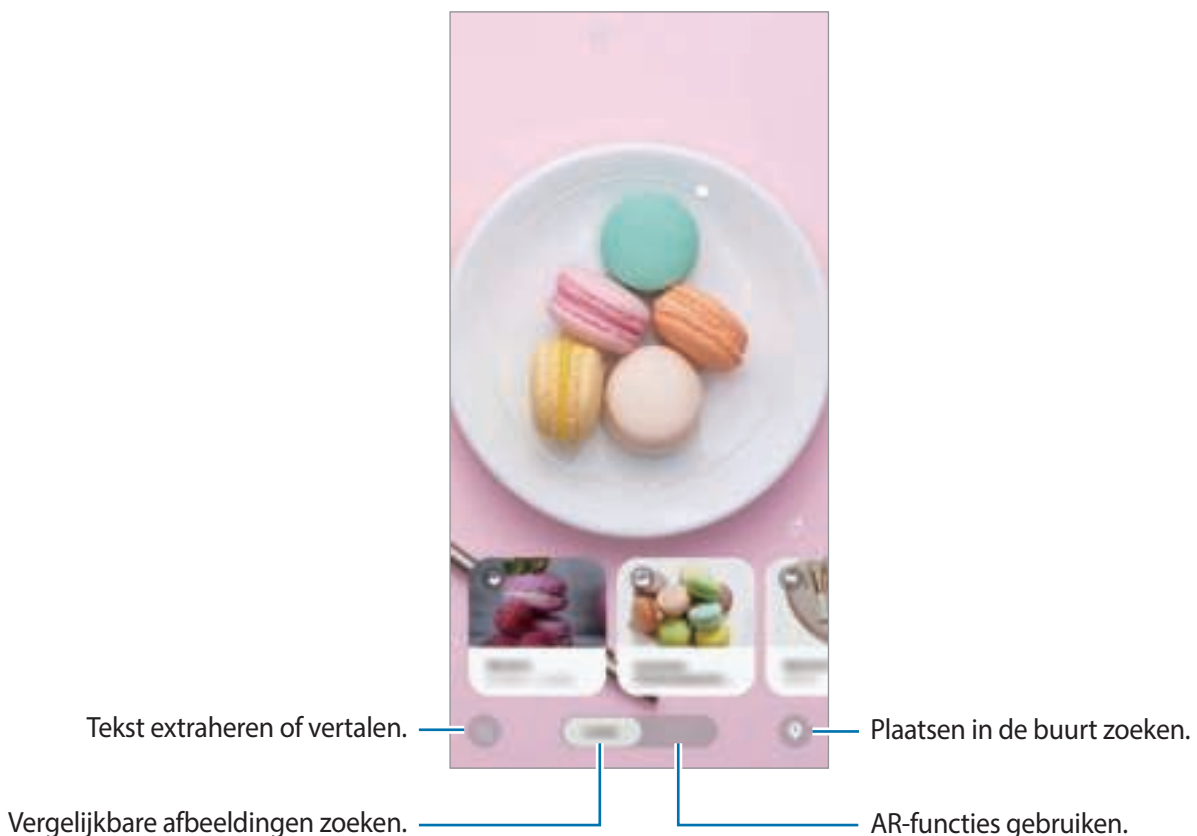 Tekst extraheren of vertalen.
Plaatsen in de buurt zoeken.
Vergelijkbare afbeeldingen zoeken.
AR-functies gebruiken.